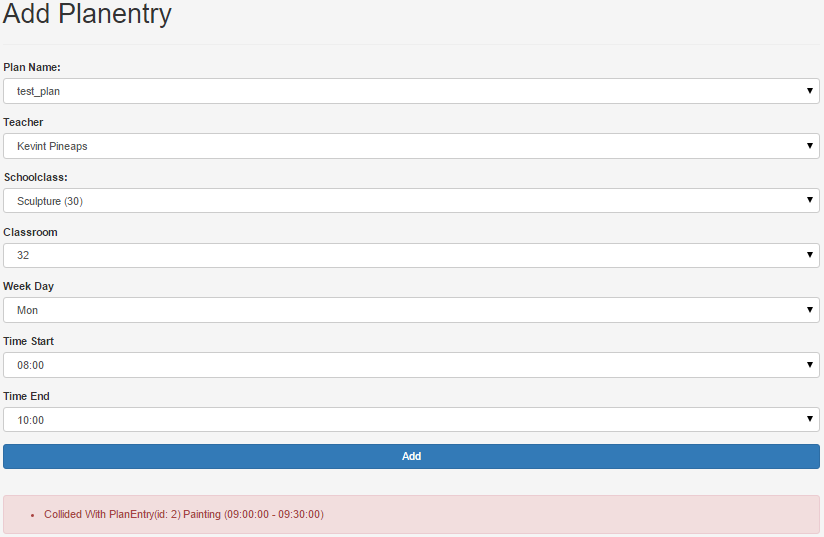 Add Planentry
Plan Name:
test_plan
Teacher
Kevint Pineaps
Schoolclass:
Sculpture (30)
Classroom
32
Week Day
Mon
Time Start
08:00
Time End
10:00
Add
Collided With PlanEntry(id: 2) Painting (09:00:00 - 09:30:00)